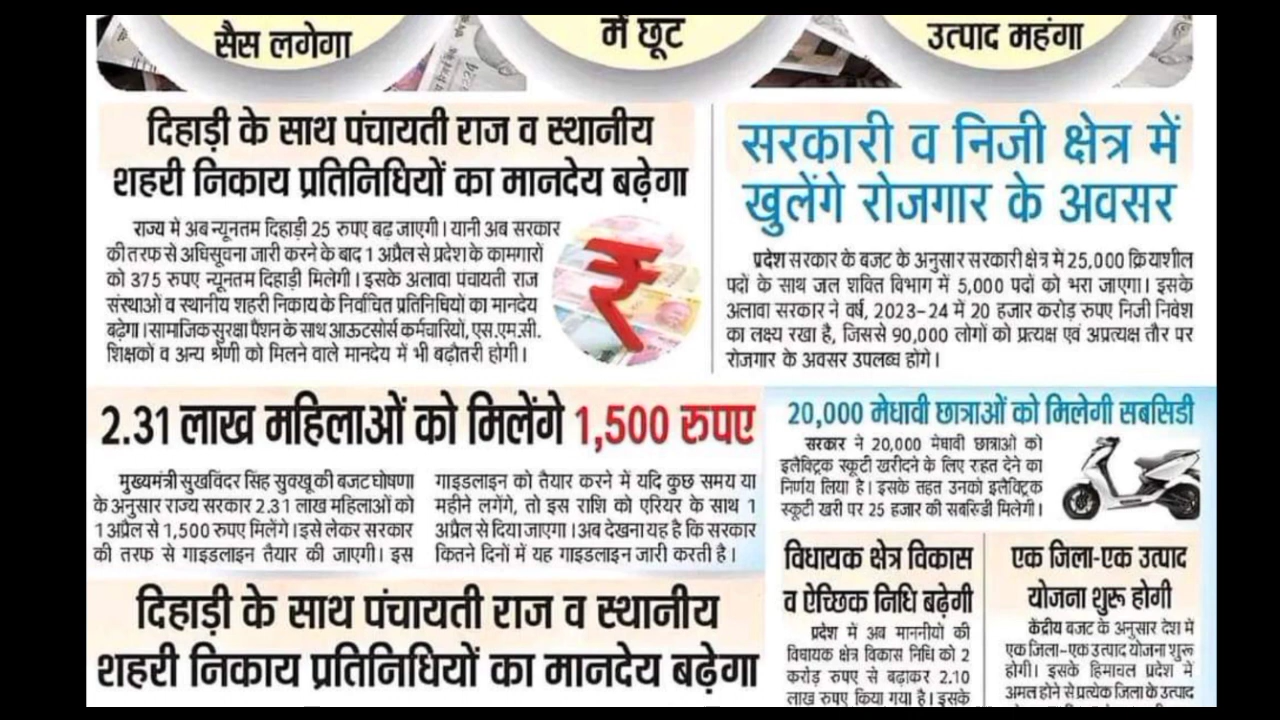 सैस लगेगा
में छूट
उत्पाद महंगा
दिहाड़ी के साथ पंचायती राज व स्थानीय
शहरी निकाय प्रतिनिधियों का मानदेय बढ़ेगा
राज्य में अब न्यूनतम दिहाड़ी 25 रुपए बढ़ जाएगी। यानी अब सरकार
की तरफ से अधिसूचना जारी करने के बाद 1 अप्रैल से प्रदेश के कामगारों
को 375 रुपए न्यूनतम दिहाड़ी मिलेगी। इसके अलावा पंचायती राज
संस्थाओं व स्थानीय शहरी निकाय के निर्वाचित प्रतिनिधियों का मानदेय
बढ़ेगा। सामाजिक सुरक्षा पैंशन के साथ आऊटसोर्स कर्मचारियों, एस.एम.सी.
शिक्षकों व अन्य श्रेणी को मिलने वाले मानदेय में भी बढ़ौतरी होगी।
सरकारी व निजी क्षेत्र में
खुलेंगे रोजगार के अवसर
प्रदेश सरकार के बजट के अनुसार सरकारी क्षेत्र में 25,000 क्रियाशील
पदों के साथ जल शक्ति विभाग में 5,000 पदों को भरा जाएगा। इसके
अलावा सरकार ने वर्ष, 2023-24 में 20 हजार करोड़ रुपए निजी निवेश
का लक्ष्य रखा है, जिससे 90,000 लोगों को प्रत्यक्ष एवं अप्रत्यक्ष तौर पर
रोजगार के अवसर उपलब्ध होंगे।
2.31 लाख महिलाओं को मिलेंगे 1,500 रुपए
मुख्यमंत्री सुखविंदर सिंह सुक्खू की बजट घोषणा
के अनुसार राज्य सरकार 2.31 लाख महिलाओं को
1 अप्रैल से 1,500 रुपए मिलेंगे। इसे लेकर सरकार
की तरफ से गाइडलाइन तैयार की जाएगी। इस
गाइडलाइन को तैयार करने में यदि कुछ समय या
महीने लगेंगे, तो इस राशि को एरियर के साथ 1
अप्रैल से दिया जाएगा। अब देखना यह है कि सरकार
कितने दिनों में यह गाइडलाइन जारी करती है।
20,000 मेधावी छात्राओं को मिलेगी सबसिडी
सरकार ने 20,000 मेधावी छात्राओं को
इलैक्ट्रिक स्कूटी खरीदने के लिए राहत देने का
निर्णय लिया है। इसके तहत उनको इलैक्ट्रिक
स्कूटी खरी पर 25 हजार की सबसिडी मिलेगी।
दिहाड़ी के साथ पंचायती राज व स्थानीय
शहरी निकाय प्रतिनिधियों का मानदेय बढ़ेगा
विधायक क्षेत्र विकास
व ऐच्छिक निधि बढ़ेगी
प्रदेश में अब माननीयों की
विधायक क्षेत्र विकास निधि को 2
करोड़ रुपए से बढ़ाकर 2.10
लाख रुपए किया गया है। इसके
एक जिला-एक उत्पाद
योजना शुरू होगी
केंद्रीय बजट के अनुसार देश में
एक जिला-एक उत्पाद योजना शुरू
होगी। इसके हिमाचल प्रदेश में
अमल होने से प्रत्येक जिला के उत्पाद